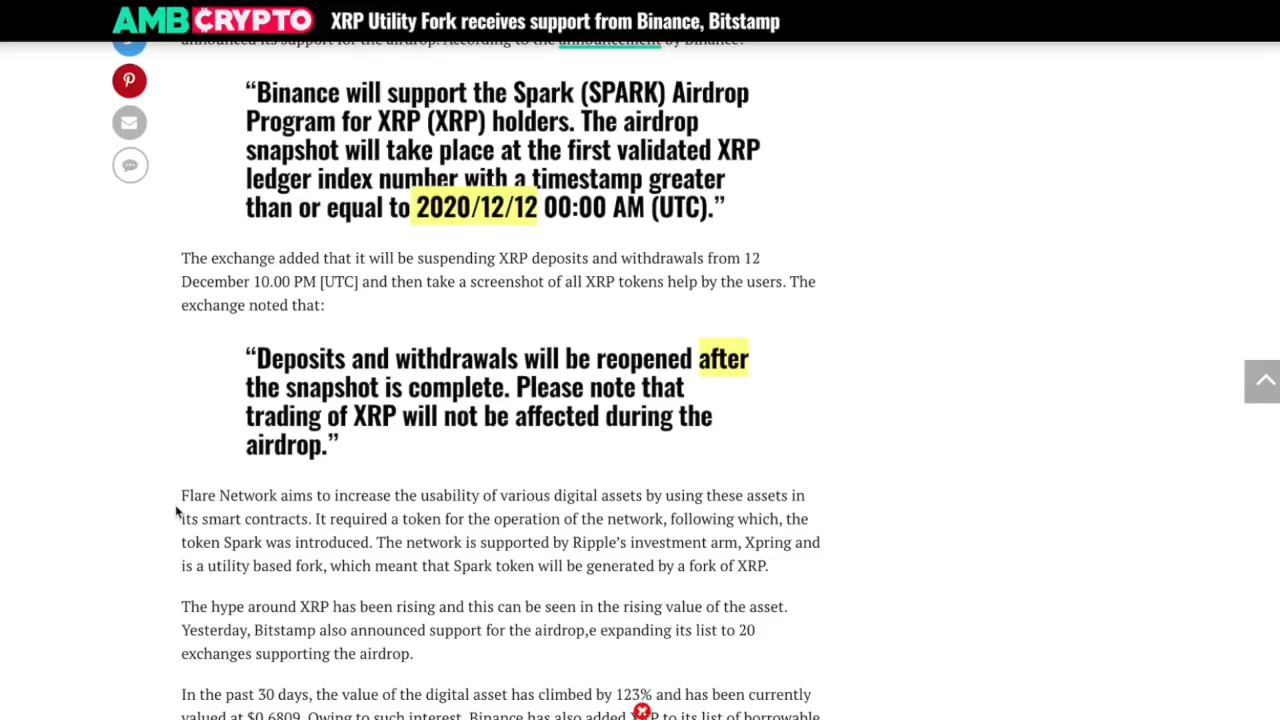 AMBCRYPTO XRP Utility Fork receives support from Binance, Bitstamp
announced its support for the airdrop. According to the announcement by Binance:
“Binance will support the Spark (SPARK) Airdrop
Program for XRP (XRP) holders. The airdrop
snapshot will take place at the first validated XRP
ledger index number with a timestamp greater
than or equal to 2020/12/12 00:00 AM (UTC).”
The exchange added that it will be suspending XRP deposits and withdrawals from 12
December 10.00 PM [UTC] and then take a screenshot of all XRP tokens help by the users. The
exchange noted that:
“Deposits and withdrawals will be reopened after
the snapshot is complete. Please note that
trading of XRP will not be affected during the
airdrop.”
Flare Network aims to increase the usability of various digital assets by using these assets in
its smart contracts. It required a token for the operation of the network, following which, the
token Spark was introduced. The network is supported by Ripple’s investment arm, Xpring and
is a utility based fork, which meant that Spark token will be generated by a fork of XRP.
The hype around XRP has been rising and this can be seen in the rising value of the asset.
Yesterday, Bitstamp also announced support for the airdrop,e expanding its list to 20
exchanges supporting the airdrop.
In the past 30 days, the value of the digital asset has climbed by 123% and has been currently
valued at $0.6809. Owing to such interest, Binance has also added XRP to its list of borrowable